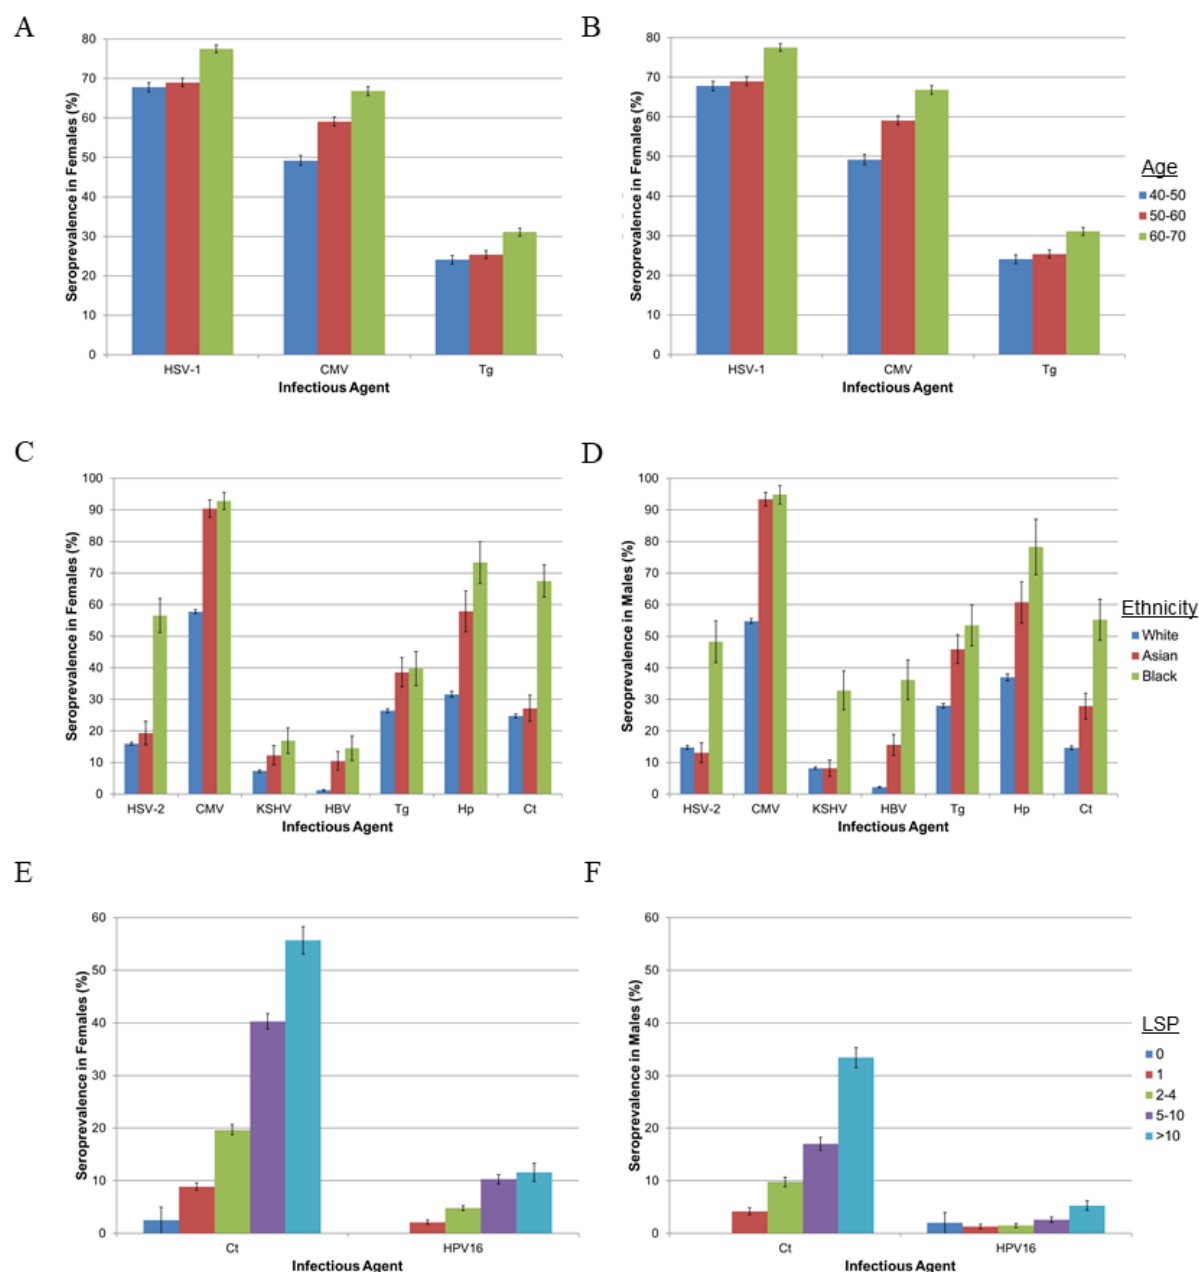 A
Seroprevalence in Females (%)
80
70
60
50
40
30
20
10
0
HSV-1 CMV Tg
Infectious Agent
B
Seroprevalence in Females (%)
80
70
60
50
40
30
20
10
0
HSV-1 CMV Tg
Infectious Agent
Age
40-50
50-60
60-70
C
Seroprevalence in Females (%)
100
90
80
70
60
50
40
30
20
10
0
HSV-2 CMV KSHV HBV Tg Hp Ct
Infectious Agent
D
Seroprevalence in Males (%)
100
90
80
70
60
50
40
30
20
10
0
HSV-2 CMV KSHV HBV Tg Hp Ct
Infectious Agent
Ethnicity
White
Asian
Black
E
Seroprevalence in Females (%)
60
50
40
30
20
10
0
Ct HPV16
Infectious Agent
F
Seroprevalence in Males (%)
60
50
40
30
20
10
0
Ct HPV16
Infectious Agent
LSP
0
1
2-4
5-10
>10